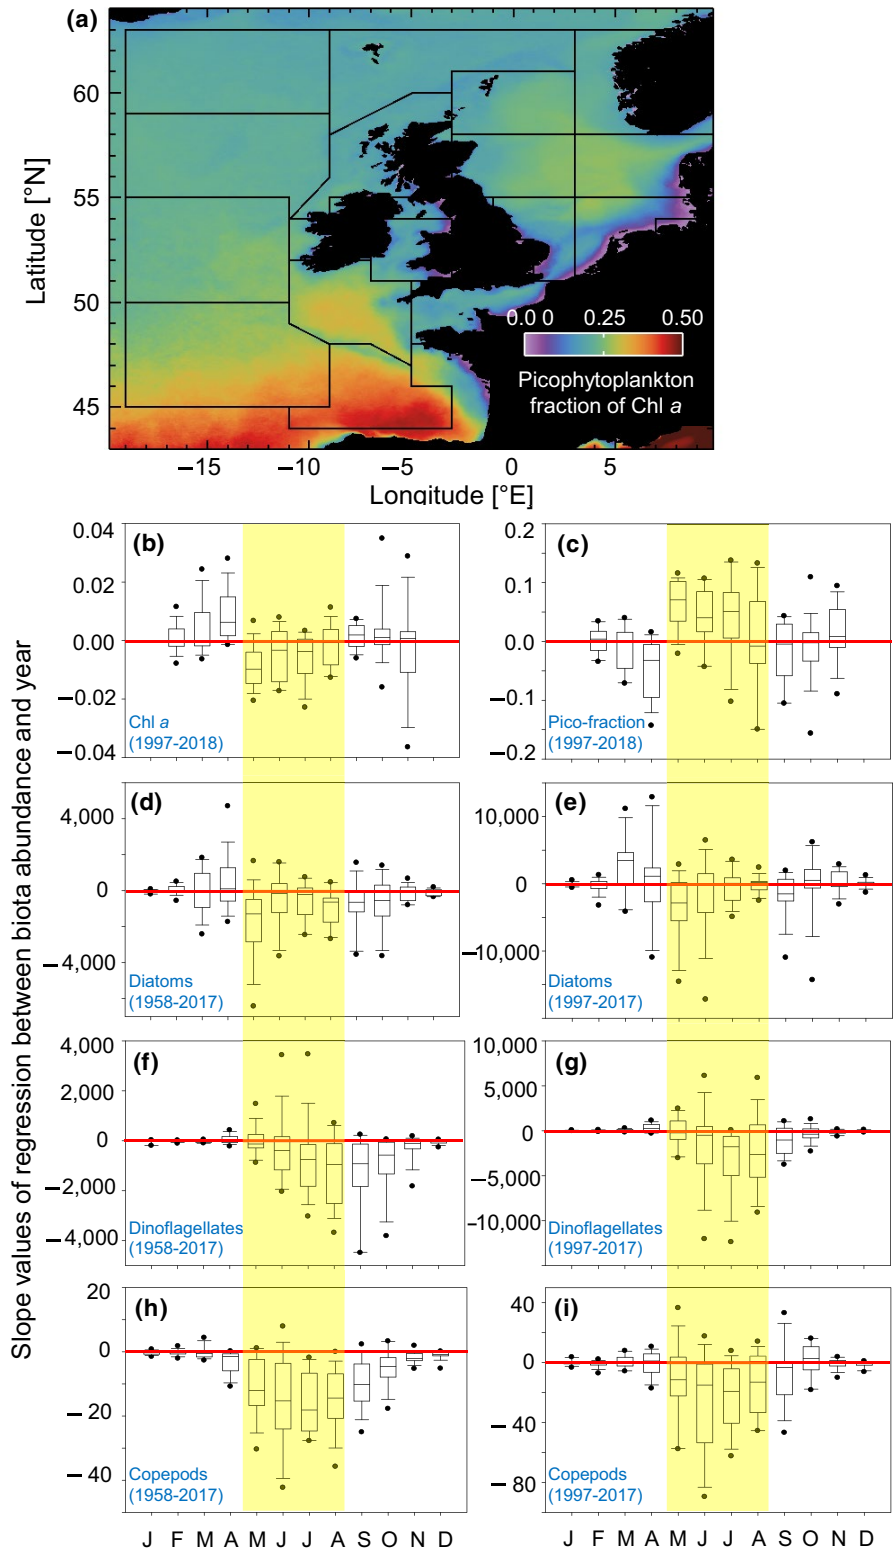 (a)
60
55
50
45
Latitude [°N]
0.0 0 0.25 0.50
Picophytoplankton
fraction of Chl a
−15 −10 −5 0 5
Longitude [°E]
Slope values of regression between biota abundance and year
0.04
0.02
0.00
−0.02
−0.04
(b)
Chl a
(1997-2018)
0.2
0.1
0.0
−0.1
−0.2
(c)
Pico-fraction
(1997-2018)
4,000
0
−4,000
(d)
Diatoms
(1958-2017)
10,000
0
−10,000
(e)
Diatoms
(1997-2017)
4,000
2,000
0
−2,000
−4,000
(f)
Dinoflagellates
(1958-2017)
10,000
5,000
0
−5,000
−10,000
(g)
Dinoflagellates
(1997-2017)
20
0
− 20
− 40
(h)
Copepods
(1958-2017)
J F M A M J J A S O N D
40
0
− 40
− 80
(i)
Copepods
(1997-2017)
J F M A M J J A S O N D